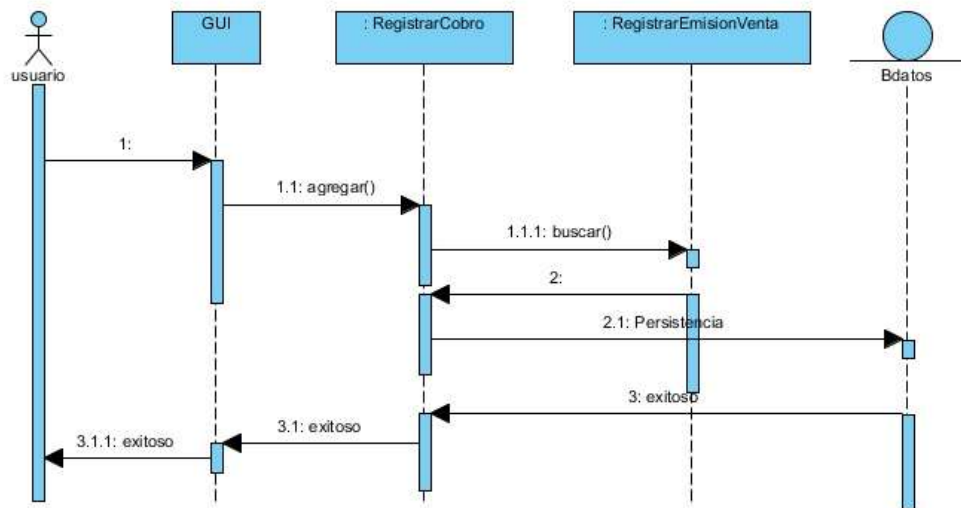 GUI
: RegistrarCobro
: RegistrarEmisionVenta
usuario
Bdatos
1:
1.1: agregar()
1.1.1: buscar()
2:
2.1: Persistencia
3: exitoso
3.1: exitoso
3.1.1: exitoso